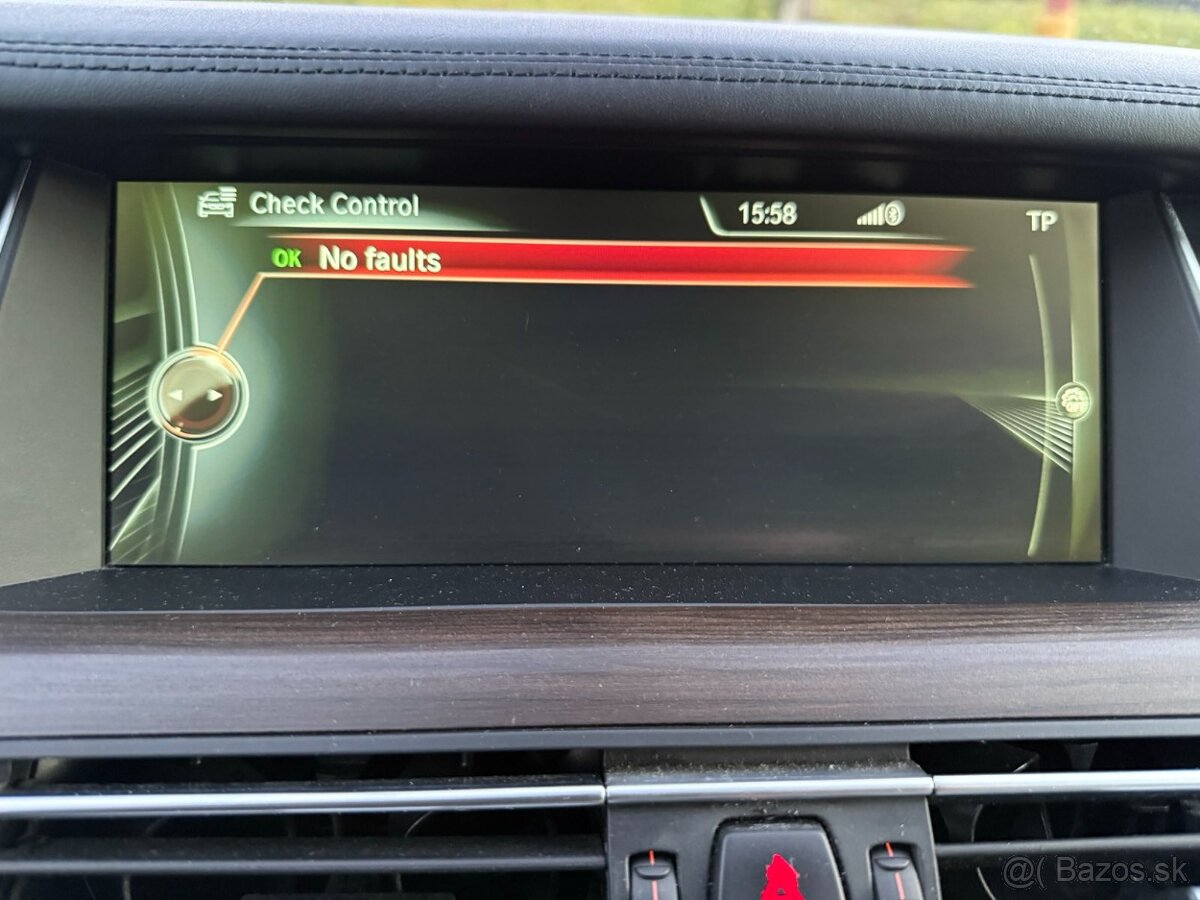 Check Control
15:58
TP
OK No faults
@( Bazos.sk